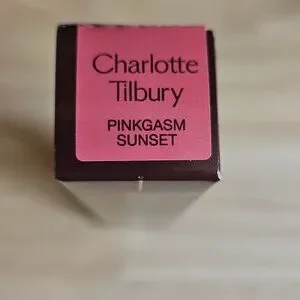 Charlotte
Tilbury
PINKGASM
SUNSET